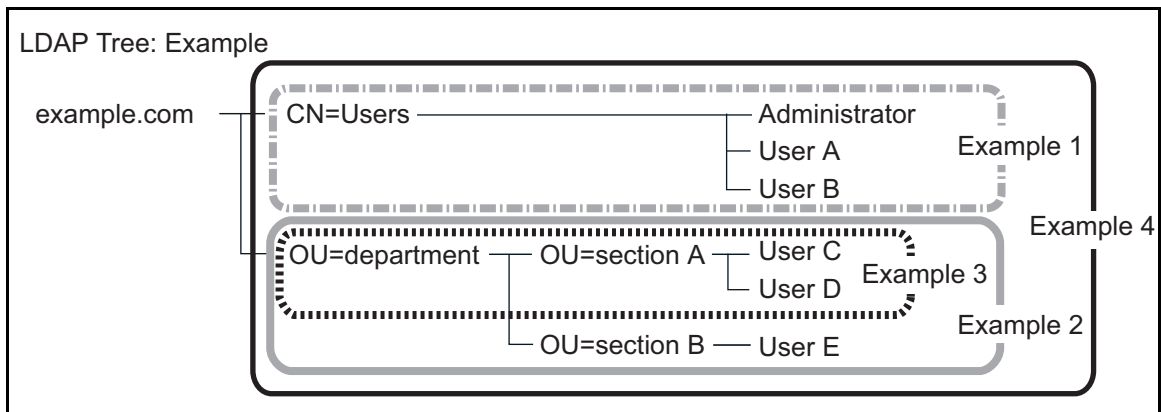 LDAP Tree: Example
example.com CN=Users Administrator
User A Example 1
User B
Example 4
OU=department OU=section A User C
Example 3
User D
Example 2
OU=section B User E